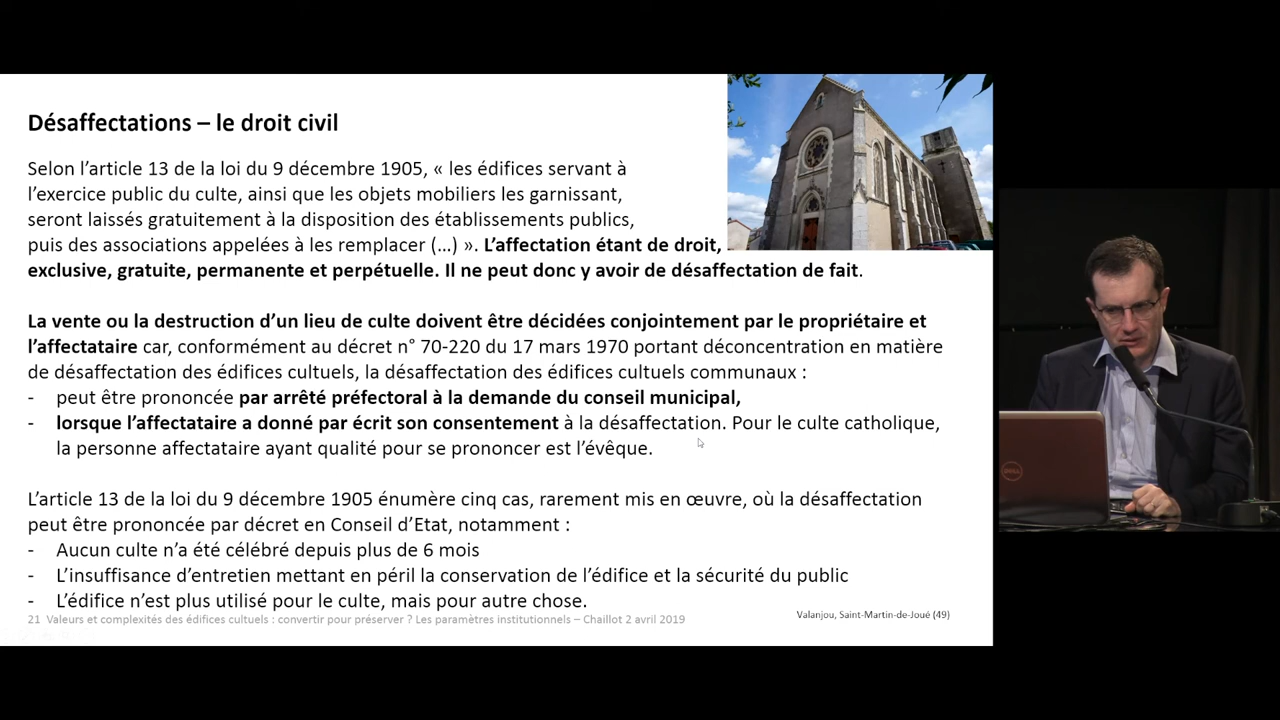 Désaffectations – le droit civil
Selon l’article 13 de la loi du 9 décembre 1905, « les édifices servant à
l’exercice public du culte, ainsi que les objets mobiliers les garnissant,
seront laissés gratuitement à la disposition des établissements publics,
puis des associations appelées à les remplacer (…) ». L’affectation étant de droit,
exclusive, gratuite, permanente et perpétuelle. Il ne peut donc y avoir de désaffectation de fait.
La vente ou la destruction d’un lieu de culte doivent être décidées conjointement par le propriétaire et
l’affectataire car, conformément au décret n° 70-220 du 17 mars 1970 portant déconcentration en matière
de désaffectation des édifices cultuels, la désaffectation des édifices cultuels communaux :
- peut être prononcée par arrêté préfectoral à la demande du conseil municipal,
- lorsque l’affectataire a donné par écrit son consentement à la désaffectation. Pour le culte catholique,
la personne affectataire ayant qualité pour se prononcer est l’évêque.
L’article 13 de la loi du 9 décembre 1905 énumère cinq cas, rarement mis en œuvre, où la désaffectation
peut être prononcée par décret en Conseil d’Etat, notamment :
- Aucun culte n’a été célébré depuis plus de 6 mois
- L’insuffisance d’entretien mettant en péril la conservation de l’édifice et la sécurité du public
- L’édifice n’est plus utilisé pour le culte, mais pour autre chose.
21 Valeurs et complexités des édifices cultuels : convertir pour préserver ? Les paramètres institutionnels – Chaillot 2 avril 2019
Valanjou, Saint-Martin-de-Joué (49)
DELL